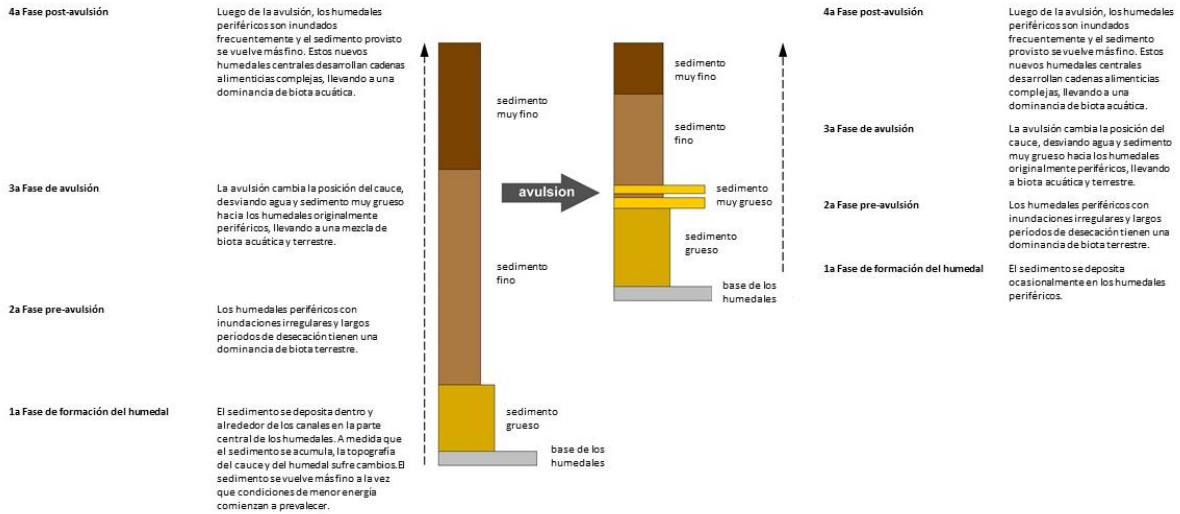 4a Fase post-avulsión
Luego de la avulsión, los humedales
periféricos son inundados
frecuentemente y el sedimento provisto
se vuelve más fino. Estos nuevos
humedales centrales desarrollan cadenas
alimenticias complejas, llevando a una
dominancia de biota acuática.
3a Fase de avulsión
La avulsión cambia la posición del cauce,
desviando agua y sedimento muy grueso
hacia los humedales originalmente
periféricos, llevando a una mezcla de
biota acuática y terrestre.
2a Fase pre-avulsión
Los humedales periféricos con
inundaciones irregulares y largos
períodos de desecación tienen una
dominancia de biota terrestre.
1a Fase de formación del humedal
El sedimento se deposita dentro y
alrededor de los canales en la parte
central de los humedales. A medida que
el sedimento se acumula, la topografía
del cauce y del humedal sufre cambios.El
sedimento se vuelve más fino a la vez
que condiciones de menor energía
comienzan a prevalecer.
sedimento
muy fino
sedimento
fino
sedimento
grueso
base de los
humedales
avulsion
sedimento
muy fino
sedimento
fino
sedimento
muy grueso
sedimento
grueso
base de los
humedales
4a Fase post-avulsión
Luego de la avulsión, los humedales
periféricos son inundados
frecuentemente y el sedimento
provisto se vuelve más fino. Estos
nuevos humedales centrales
desarrollan cadenas alimenticias
complejas, llevando a una
dominancia de biota acuática.
3a Fase de avulsión
La avulsión cambia la posición del
cauce, desviando agua y sedimento
muy grueso hacia los humedales
originalmente periféricos, llevando
a biota acuática y terrestre.
2a Fase pre-avulsión
Los humedales periféricos con
inundaciones irregulares y largos
períodos de desecación tienen una
dominancia de biota terrestre.
1a Fase de formación del humedal
El sedimento se deposita
ocasionalmente en los humedales
periféricos.